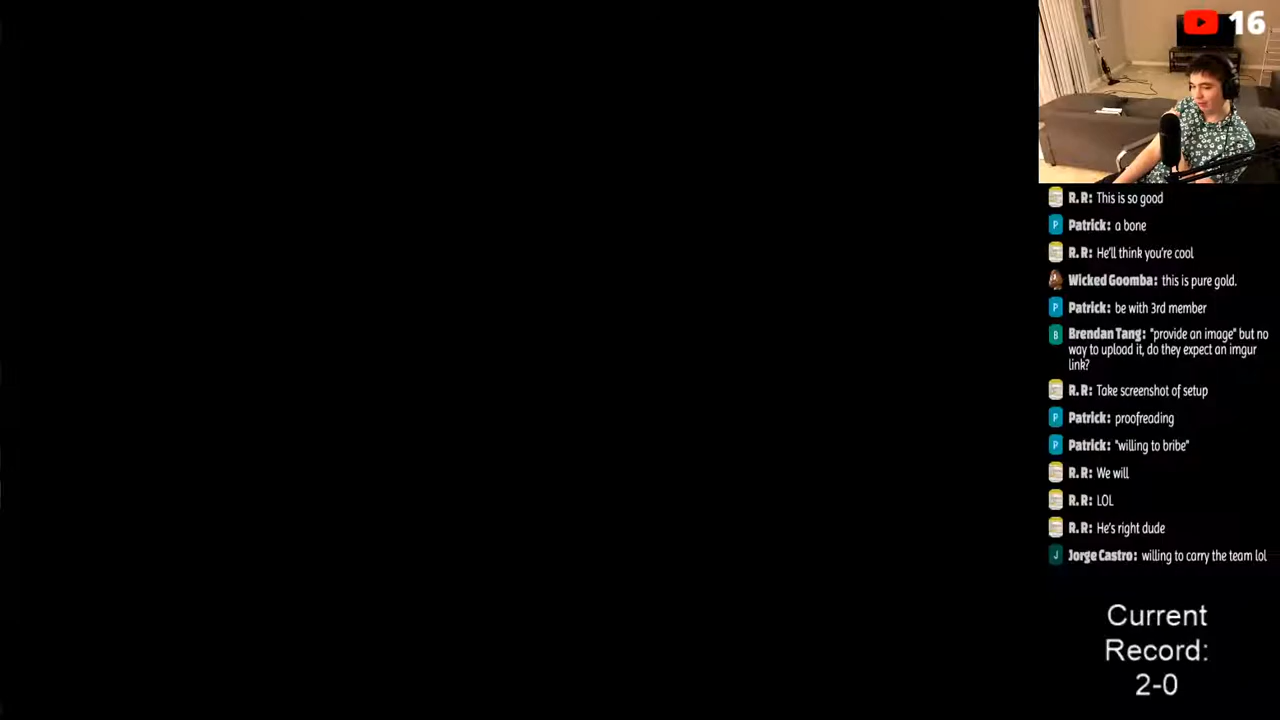 16
R. R: This is so good
P Patrick: a bone
R. R: He'll think you're cool
Wicked Goomba: this is pure gold.
P Patrick: be with 3rd member
B Brendan Tang: "provide an image" but no
way to upload it, do they expect an imgur
link?
R. R: Take screenshot of setup
P Patrick: proofreading
P Patrick: "willing to bribe"
R. R: We will
R. R: LOL
R. R: He's right dude
J Jorge Castro: willing to carry the team lol
Current
Record:
2-0